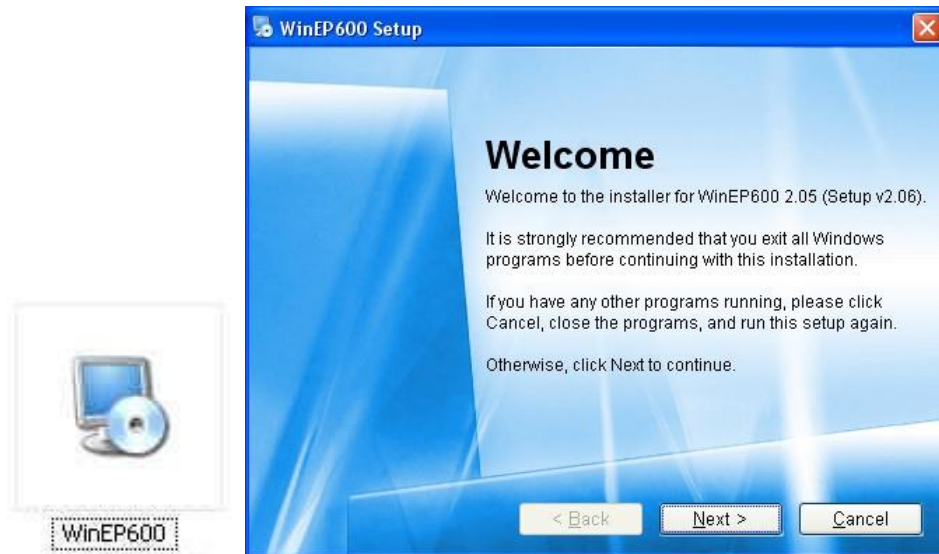 WinEP600 Setup
Welcome
Welcome to the installer for WinEP600 2.05 (Setup v2.06).
It is strongly recommended that you exit all Windows
programs before continuing with this installation.
If you have any other programs running, please click
Cancel, close the programs, and run this setup again.
Otherwise, click Next to continue.
< Back Next > Cancel
WinEP600